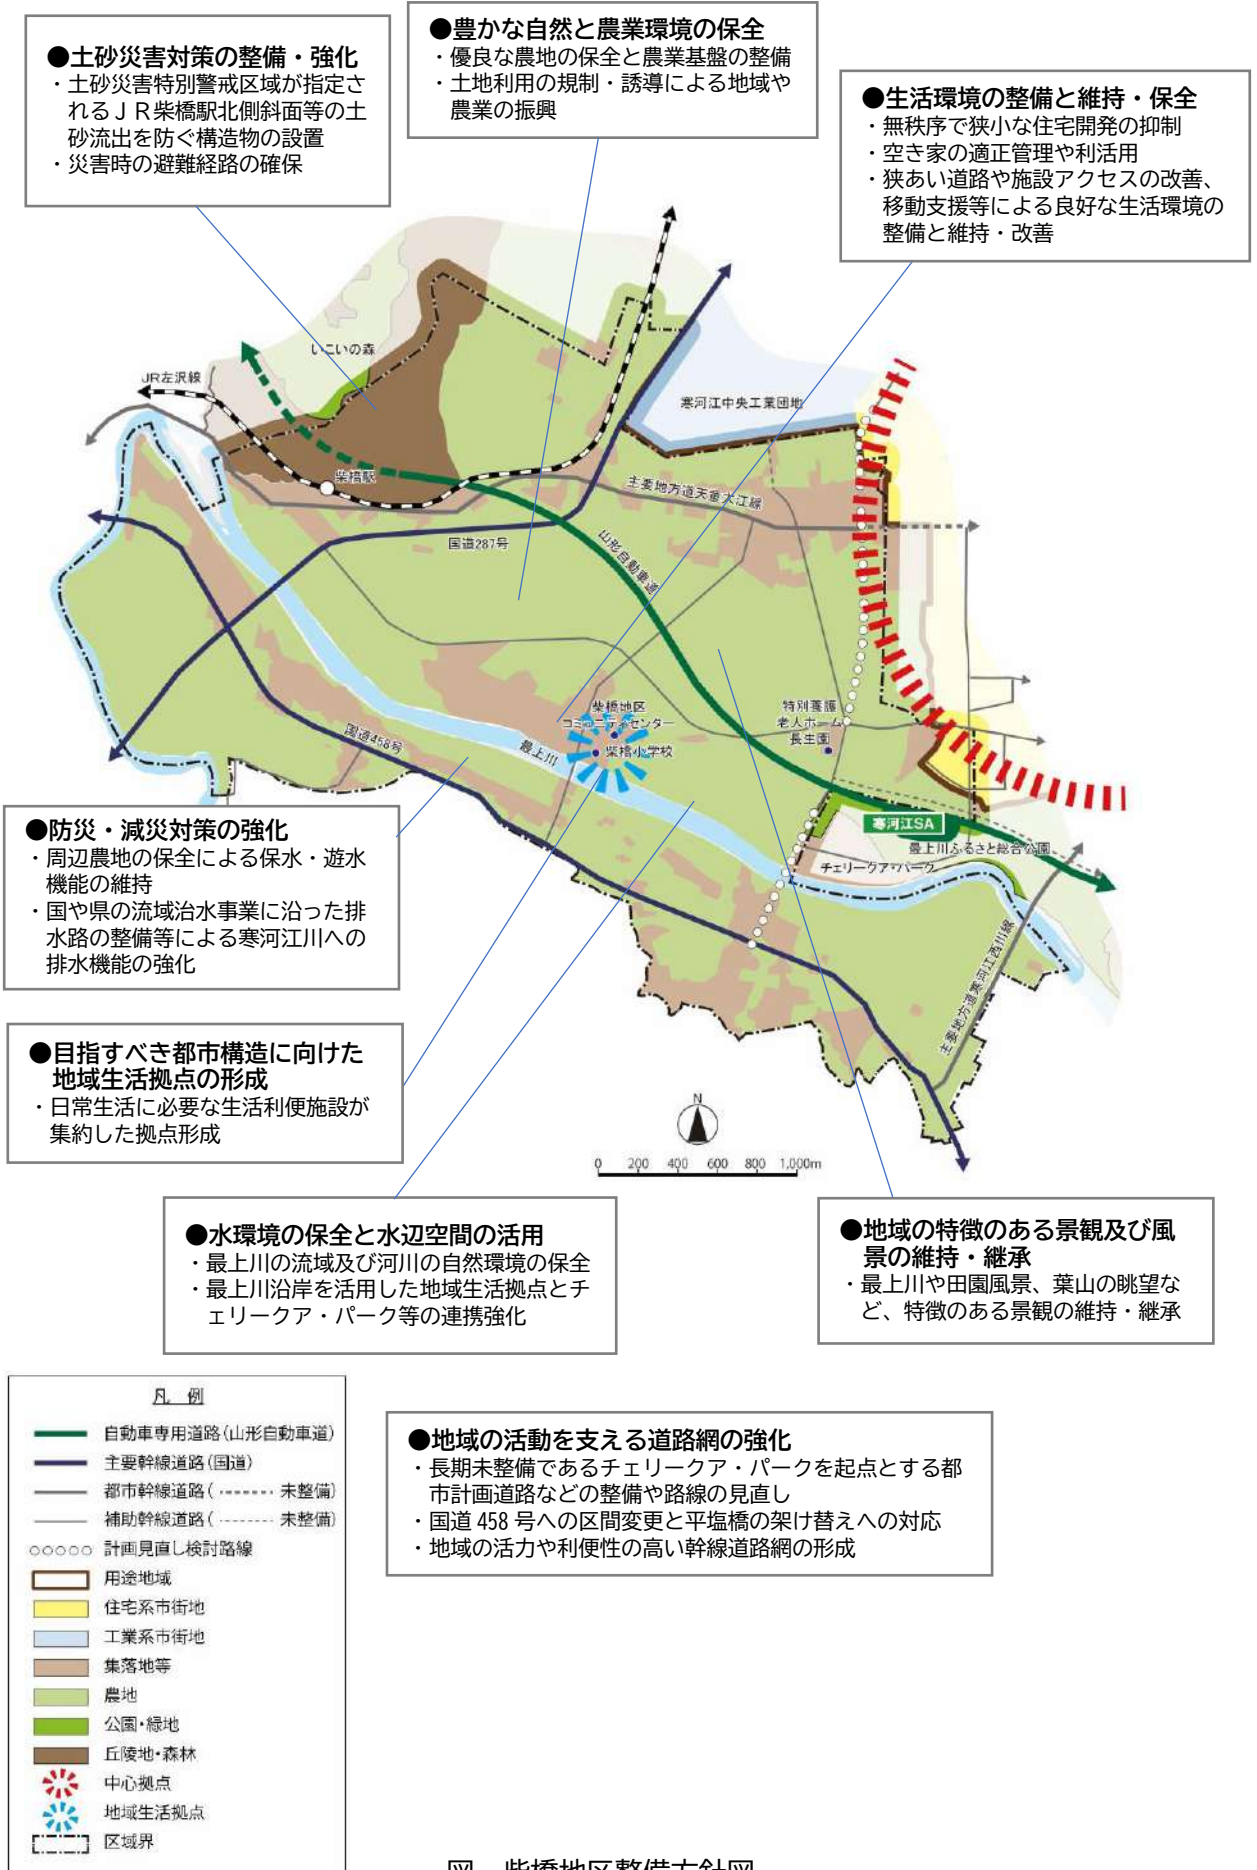 ●土砂災害対策の整備・強化
・土砂災害特別警戒区域が指定さ
れるＪＲ柴橋駅北側斜面等の土
砂流出を防ぐ構造物の設置
・災害時の避難経路の確保
●豊かな自然と農業環境の保全
・優良な農地の保全と農業基盤の整備
・土地利用の規制・誘導による地域や
農業の振興
●生活環境の整備と維持・保全
・無秩序で狭小な住宅開発の抑制
・空き家の適正管理や利活用
・狭あい道路や施設アクセスの改善、
移動支援等による良好な生活環境の
整備と維持・改善
いこいの森
JR左沢線
寒河江中央工業団地
柴橋駅
主要地方道天童大江線
国道287号
山形自動車道
柴橋地区
コミュニティセンター
柴橋小学校
特別養護
老人ホーム
長生園
国道458号
最上川
寒河江SA
最上川ふるさと総合公園
チェリークア・パーク
主要地方道寒河江西川線
●防災・減災対策の強化
・周辺農地の保全による保水・遊水
機能の維持
・国や県の流域治水事業に沿った排
水路の整備等による寒河江川への
排水機能の強化
●目指すべき都市構造に向けた
地域生活拠点の形成
・日常生活に必要な生活利便施設が
集約した拠点形成
N
0 200 400 600 800 1,000m
●水環境の保全と水辺空間の活用
・最上川の流域及び河川の自然環境の保全
・最上川沿岸を活用した地域生活拠点とチ
ェリークア・パーク等の連携強化
●地域の特徴のある景観及び風
景の維持・継承
・最上川や田園風景、葉山の眺望な
ど、特徴のある景観の維持・継承
凡 例
自動車専用道路(山形自動車道)
主要幹線道路(国道)
都市幹線道路( ------ 未整備)
補助幹線道路( ------- 未整備)
計画見直し検討路線
用途地域
住宅系市街地
工業系市街地
集落地等
農地
公園・緑地
丘陵地・森林
中心拠点
地域生活拠点
区域界
●地域の活動を支える道路網の強化
・長期未整備であるチェリークア・パークを起点とする都
市計画道路などの整備や路線の見直し
・国道 458 号への区間変更と平塩橋の架け替えへの対応
・地域の活力や利便性の高い幹線道路網の形成
図 柴橋地区整備方針図